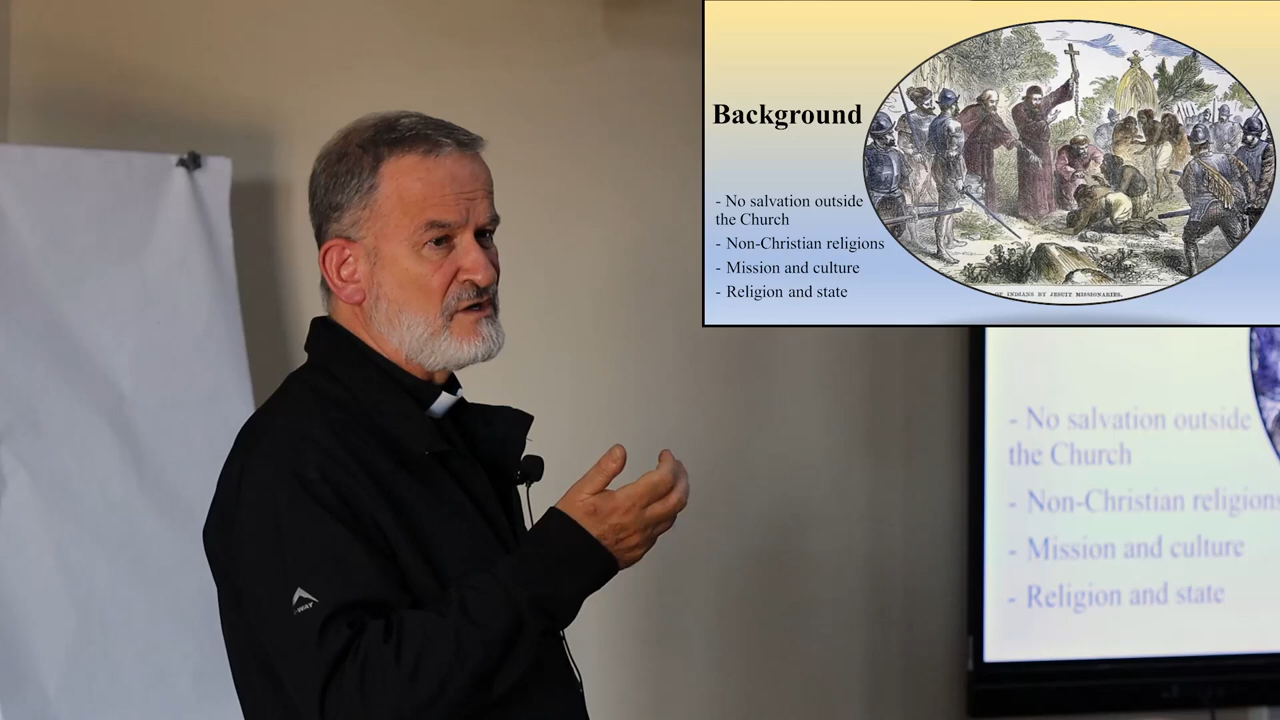 Background
- No salvation outside
the Church
- Non-Christian religions
- Mission and culture
- Religion and state
OF INDIANS BY JESUIT MISSIONARIES.
- No salvation outside
the Church
- Non-Christian religions
- Mission and culture
- Religion and state